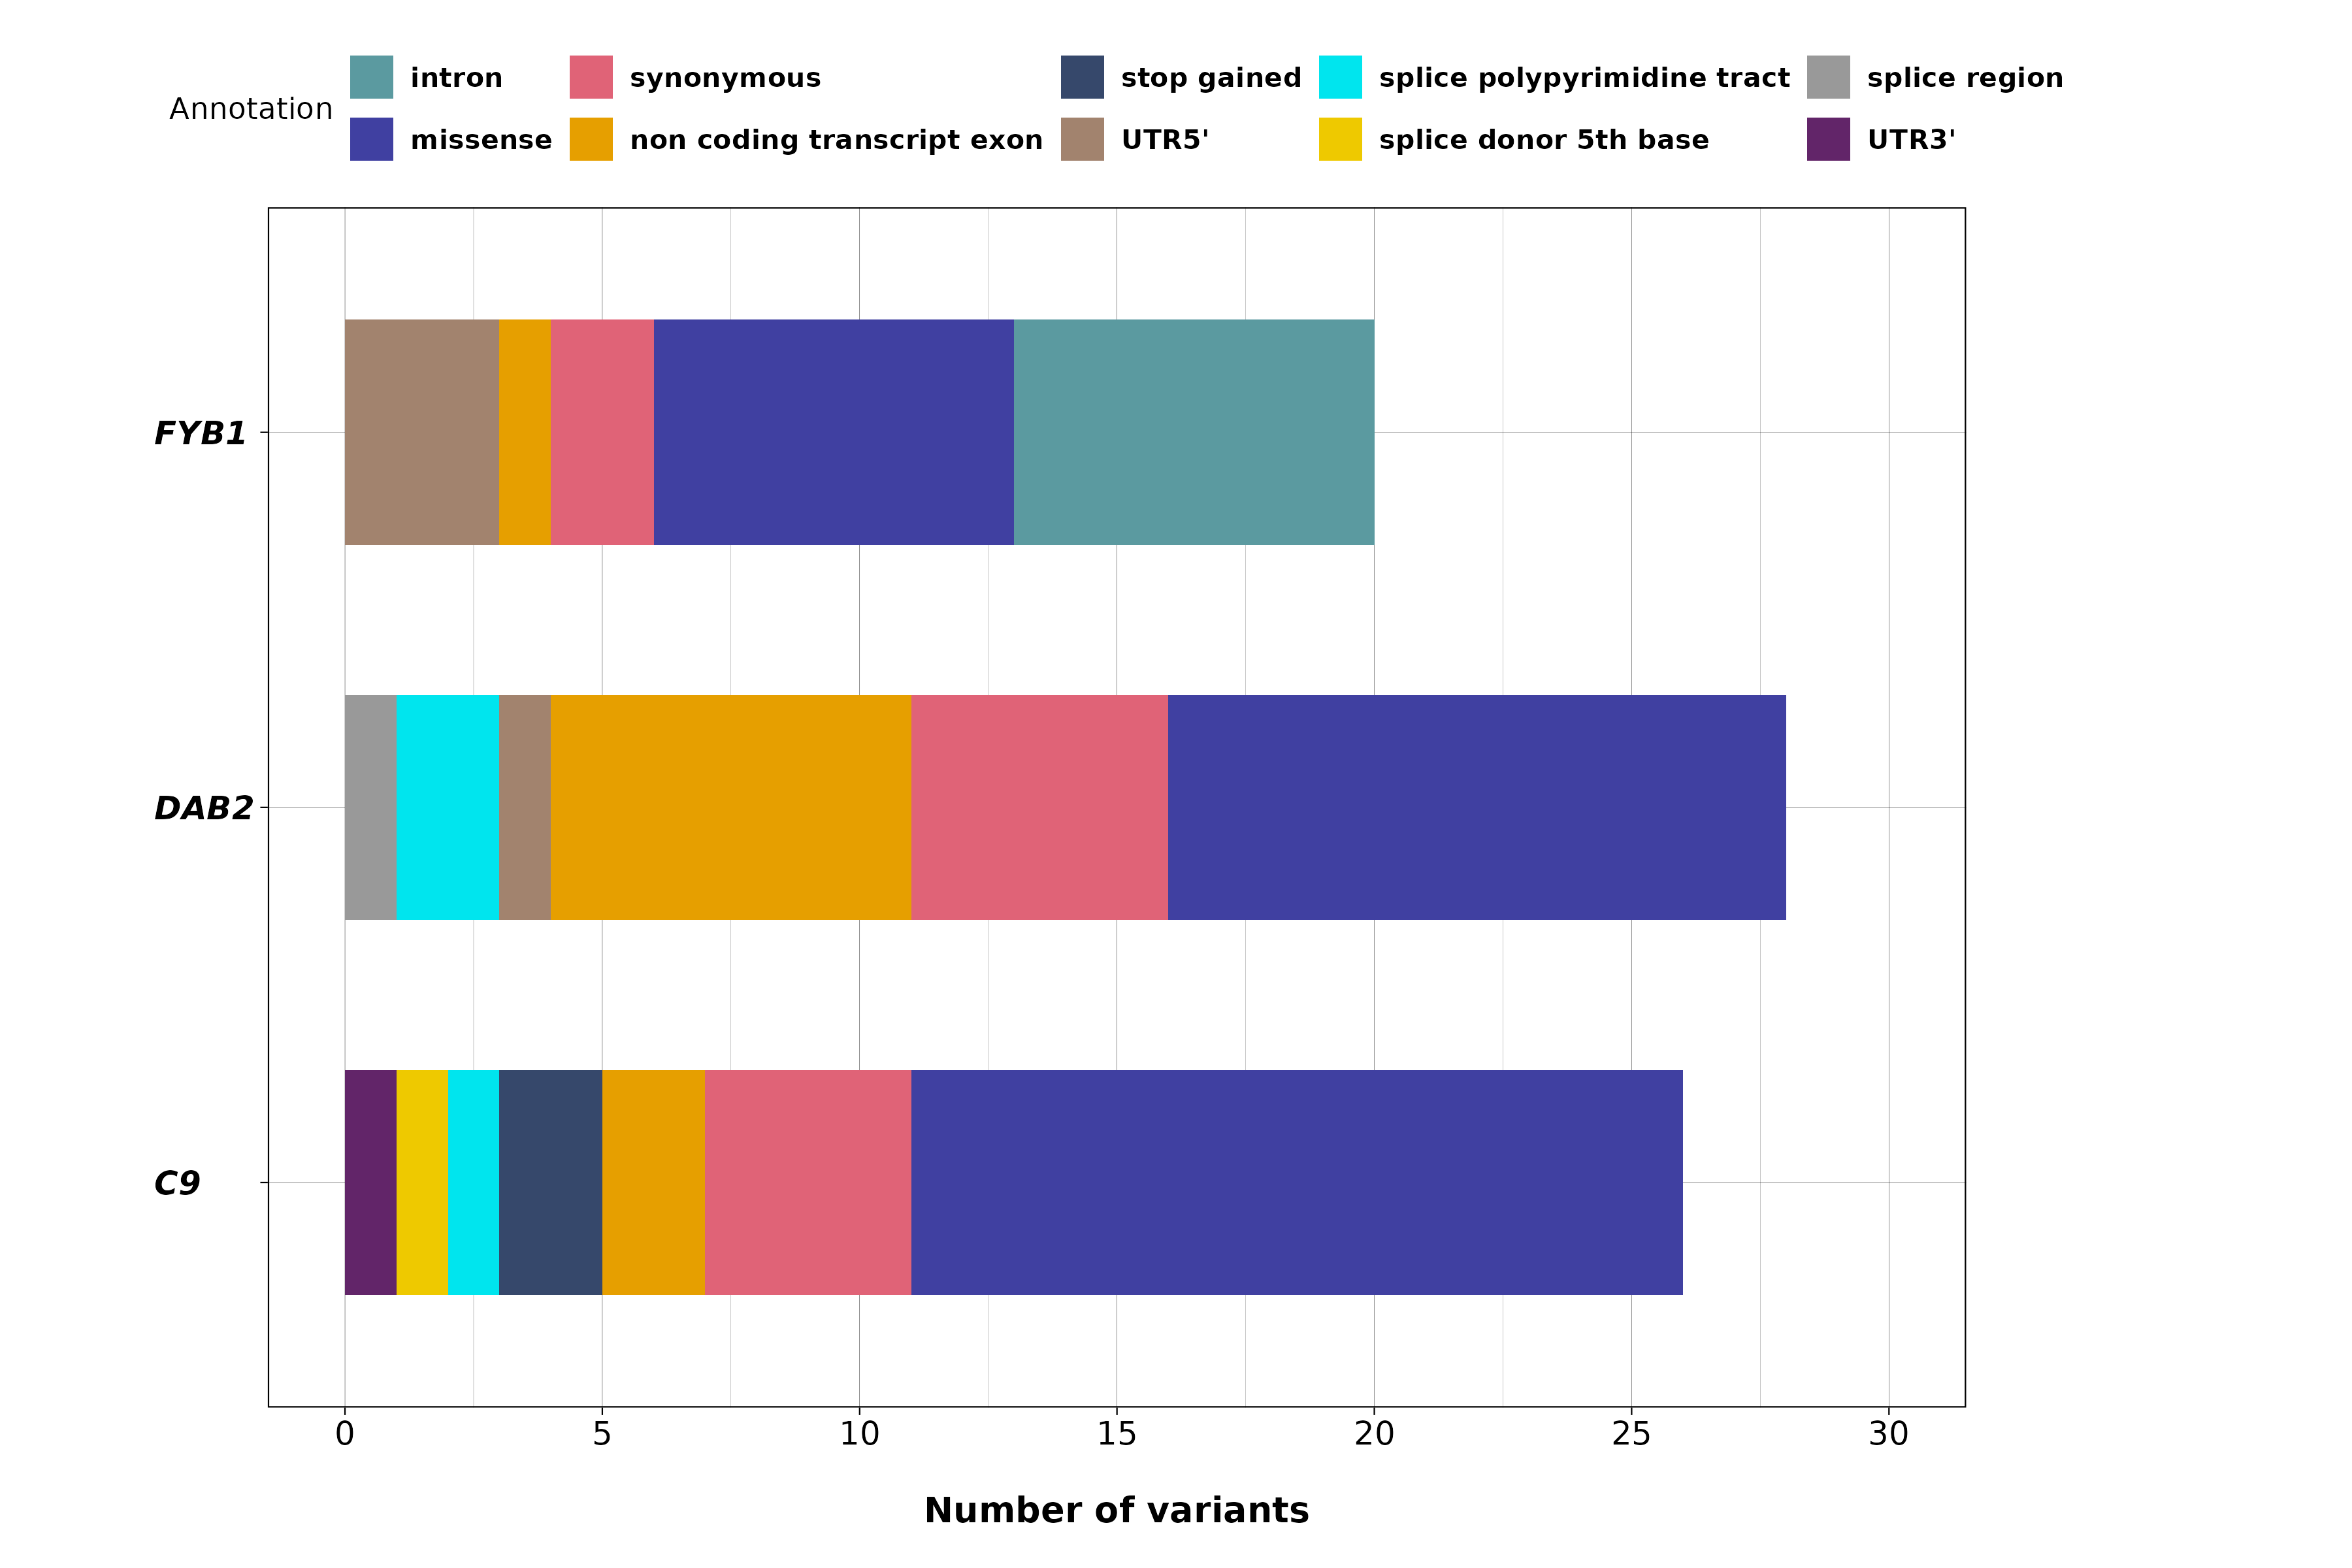 Annotation
intron
synonymous
stop gained
splice polypyrimidine tract
splice region
missense
non coding transcript exon
UTR5'
splice donor 5th base
UTR3'
FYB1
DAB2
C9
0 5 10 15 20 25 30
Number of variants